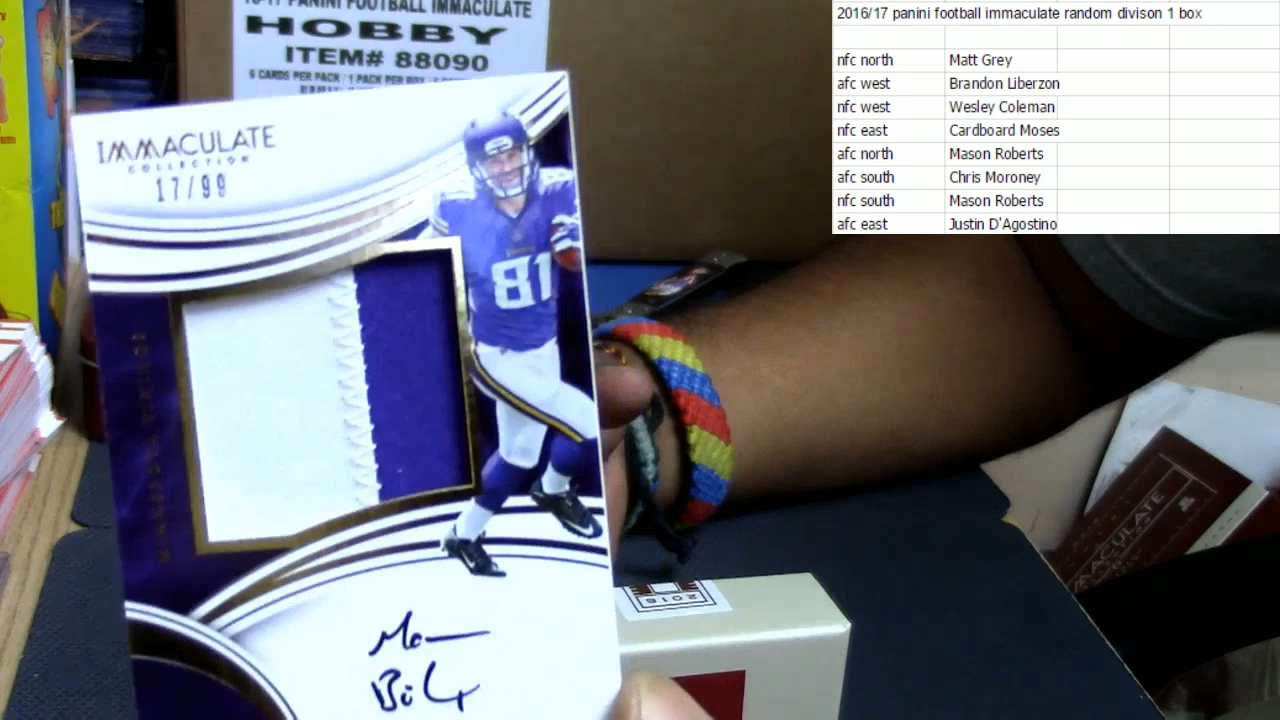 16-17 PANINI FOOTBALL IMMACULATE
HOBBY
ITEM# 88090
6 CARDS PER PACK / 1 PACK PER BOX /
IMMACULATE
COLLECTION
17/99
81
2016
IMMACULATE
2016/17 panini football immaculate random divison 1 box
nfc north Matt Grey
afc west Brandon Liberzon
nfc west Wesley Coleman
nfc east Cardboard Moses
afc north Mason Roberts
afc south Chris Moroney
nfc south Mason Roberts
afc east Justin D'Agostino